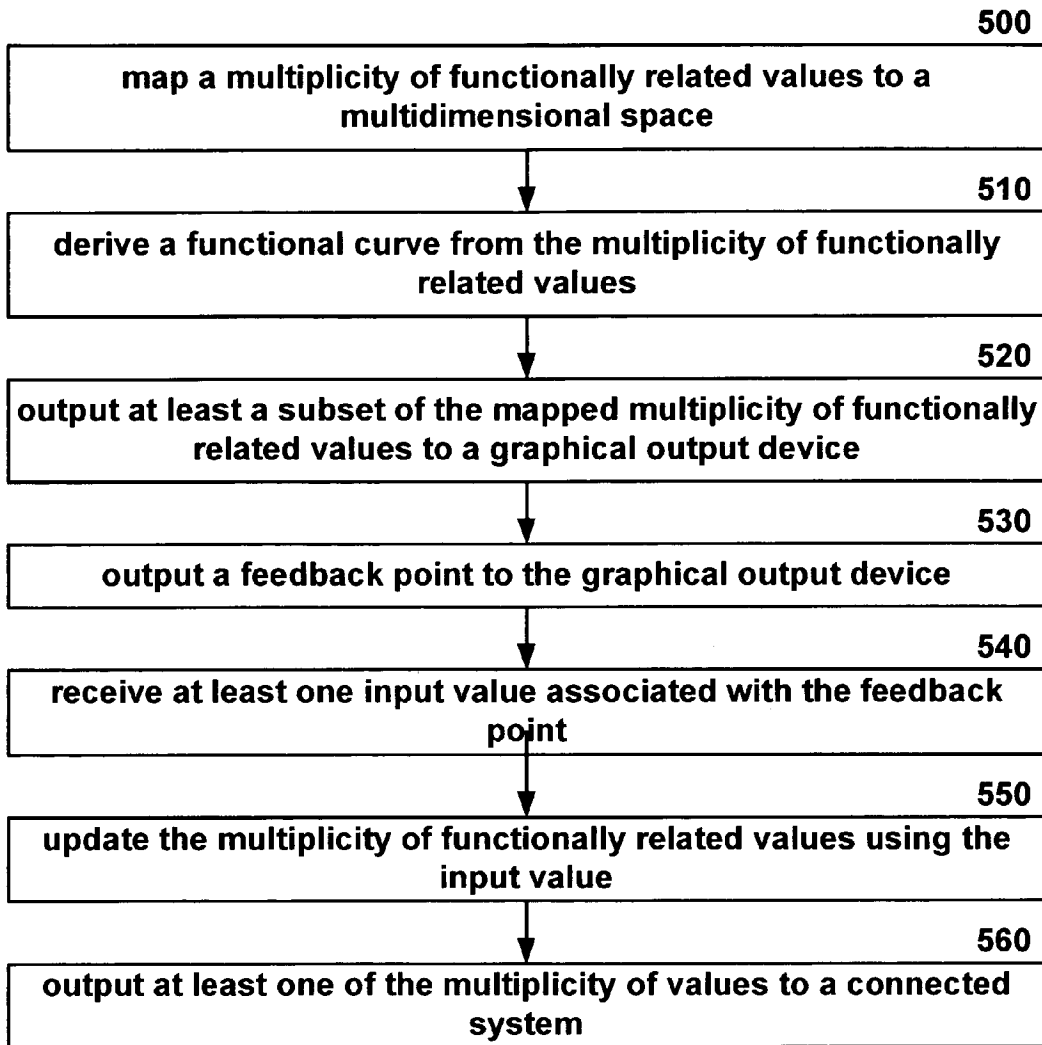 500
map a multiplicity of functionally related values to a
multidimensional space
510
derive a functional curve from the multiplicity of functionally
related values
520
output at least a subset of the mapped multiplicity of functionally
related values to a graphical output device
530
output a feedback point to the graphical output device
540
receive at least one input value associated with the feedback
point
550
update the multiplicity of functionally related values using the
input value
560
output at least one of the multiplicity of values to a connected
system